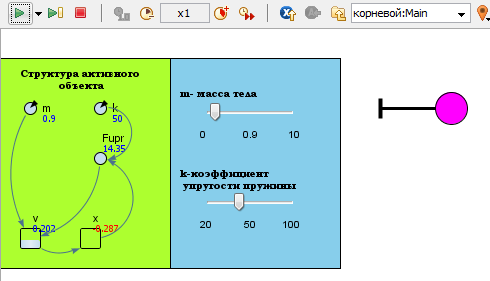 x1
корневой:Main
Структура активного
объекта
m
0.9
k
50
Fupr
14.35
v
0.202
x
-0.287
m- масса тела
0 0.9 10
k-коэффициент
упругости пружины
20 50 100